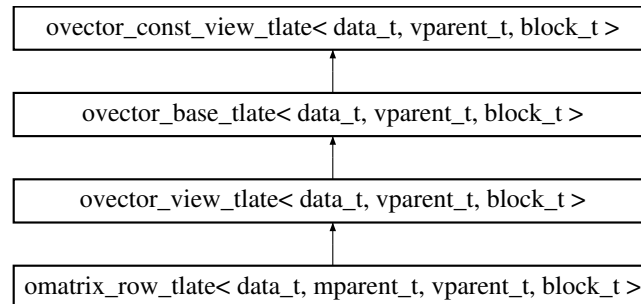 ovector_const_view_tlate< data_t, vparent_t, block_t >
ovector_base_tlate< data_t, vparent_t, block_t >
ovector_view_tlate< data_t, vparent_t, block_t >
omatrix_row_tlate< data_t, mparent_t, vparent_t, block_t >